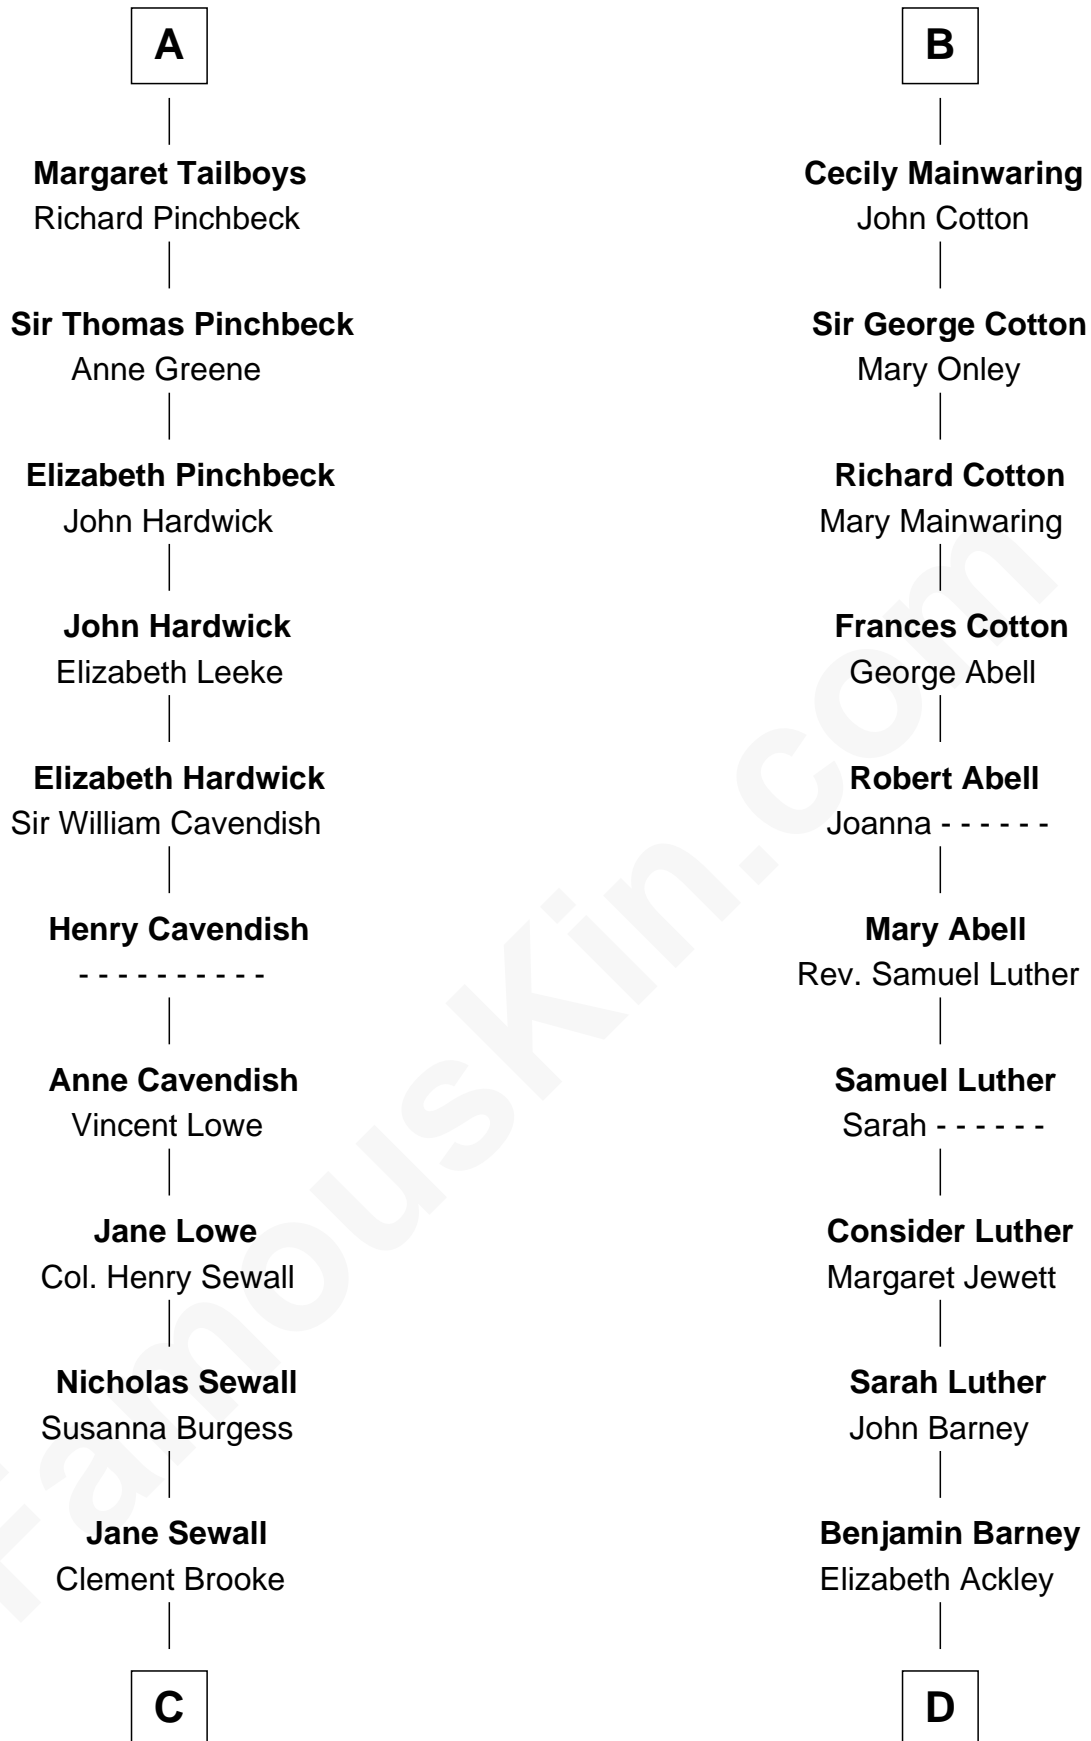 A
Margaret Tailboys
Richard Pinchbeck
Sir Thomas Pinchbeck
Anne Greene
Elizabeth Pinchbeck
John Hardwick
John Hardwick
Elizabeth Leeke
Elizabeth Hardwick
Sir William Cavendish
Henry Cavendish
- - - - - - - - - -
Anne Cavendish
Vincent Lowe
Jane Lowe
Col. Henry Sewall
Nicholas Sewall
Susanna Burgess
Jane Sewall
Clement Brooke
C
B
Cecily Mainwaring
John Cotton
Sir George Cotton
Mary Onley
Richard Cotton
Mary Mainwaring
Frances Cotton
George Abell
Robert Abell
Joanna - - - - - -
Mary Abell
Rev. Samuel Luther
Samuel Luther
Sarah - - - - - -
Consider Luther
Margaret Jewett
Sarah Luther
John Barney
Benjamin Barney
Elizabeth Ackley
D
FamousKin.com